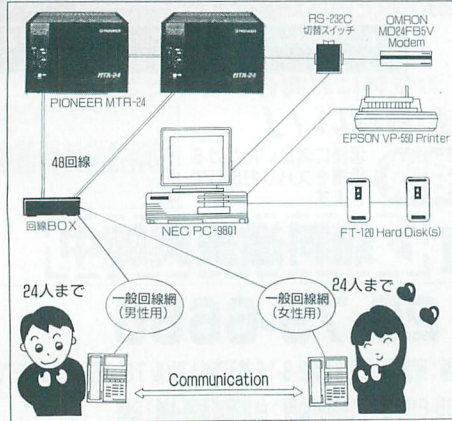 RS-232C
切替スイッチ
OMRON
MD24FB5V
Modem
PIONEER
MTR-24
MTR-24
PIONEER MTR-24
EPSON VP-550 Printer
48回線
回線BOX
NEC PC-9801
FT-120 Hard Disk(s)
24人まで
一般回線網
(男性用)
一般回線網
(女性用)
24人まで
Communication